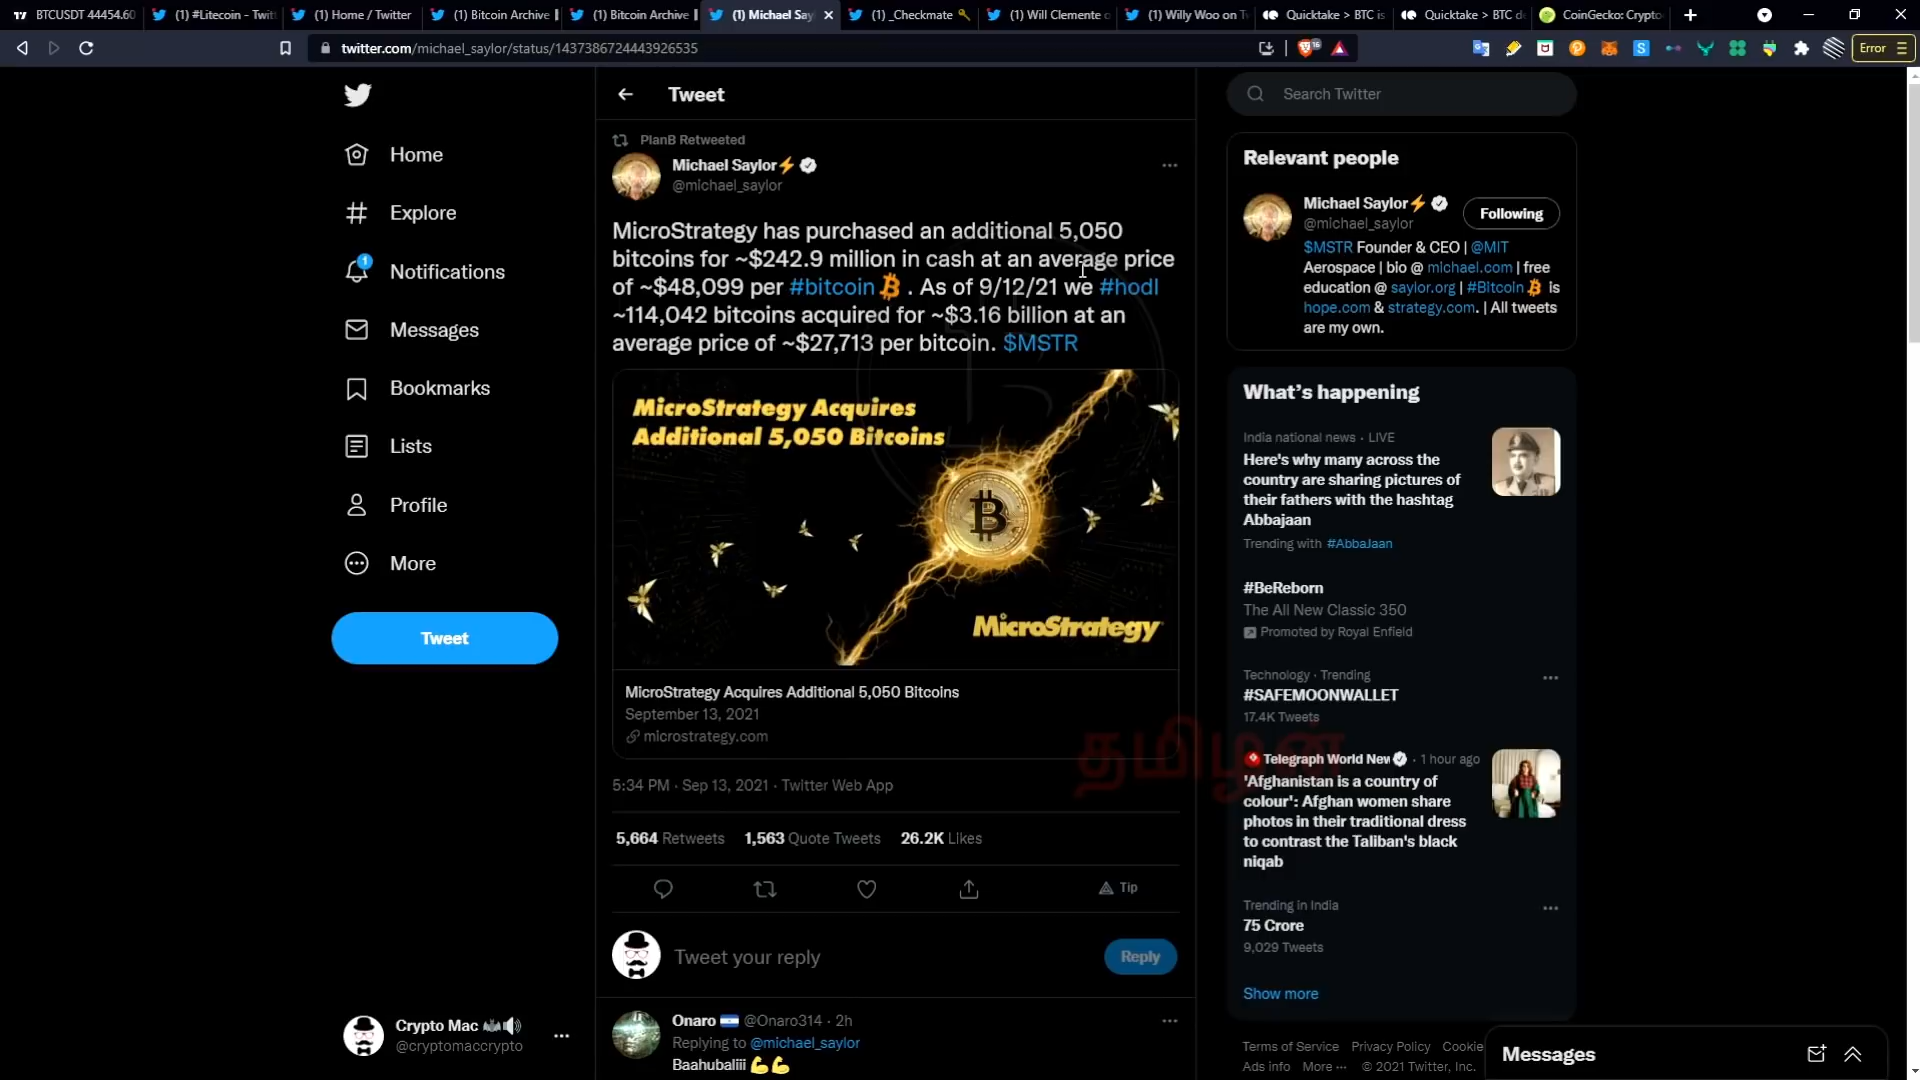 BTCUSDT 44454.60
(1) #Litecoin - Twitt
(1) Home / Twitter
(1) Bitcoin Archive
(1) Bitcoin Archive
(1) Michael Say
(1) _Checkmate 🔑
(1) Will Clemente
(1) Willy Woo on T
Quicktake > BTC is
Quicktake > BTC d
CoinGecko: Crypto
twitter.com/michael_saylor/status/1437386724443926535
Error
Home
Explore
1
Notifications
Messages
Bookmarks
Lists
Profile
More
Tweet
Crypto Mac
@cryptomaccrypto
Tweet
PlanB Retweeted
Michael Saylor⚡
@michael_saylor
MicroStrategy has purchased an additional 5,050
bitcoins for ~$242.9 million in cash at an average price
of ~$48,099 per #bitcoin . As of 9/12/21 we #hodl
~114,042 bitcoins acquired for ~$3.16 billion at an
average price of ~$27,713 per bitcoin. $MSTR
MicroStrategy Acquires
Additional 5,050 Bitcoins
MicroStrategy
MicroStrategy Acquires Additional 5,050 Bitcoins
September 13, 2021
microstrategy.com
5:34 PM · Sep 13, 2021 · Twitter Web App
5,664 Retweets 1,563 Quote Tweets 26.2K Likes
Tip
Tweet your reply
Reply
Onaro 🇭🇳 @Onaro314 · 2h
Replying to @michael_saylor
Baahubaliii 💪💪
தமிழன்
Search Twitter
Relevant people
Michael Saylor⚡
@michael_saylor
Following
$MSTR Founder & CEO | @MIT
Aerospace | bio @ michael.com | free
education @ saylor.org | #Bitcoin is
hope.com & strategy.com. | All tweets
are my own.
What's happening
India national news · LIVE
Here's why many across the
country are sharing pictures of
their fathers with the hashtag
Abbajaan
Trending with #AbbaJaan
#BeReborn
The All New Classic 350
Promoted by Royal Enfield
Technology · Trending
#SAFEMOONWALLET
17.4K Tweets
Telegraph World New · 1 hour ago
'Afghanistan is a country of
colour': Afghan women share
photos in their traditional dress
to contrast the Taliban's black
niqab
Trending in India
75 Crore
9,029 Tweets
Show more
Terms of Service Privacy Policy Cookie
Ads info More ··· © 2021 Twitter, Inc.
Messages